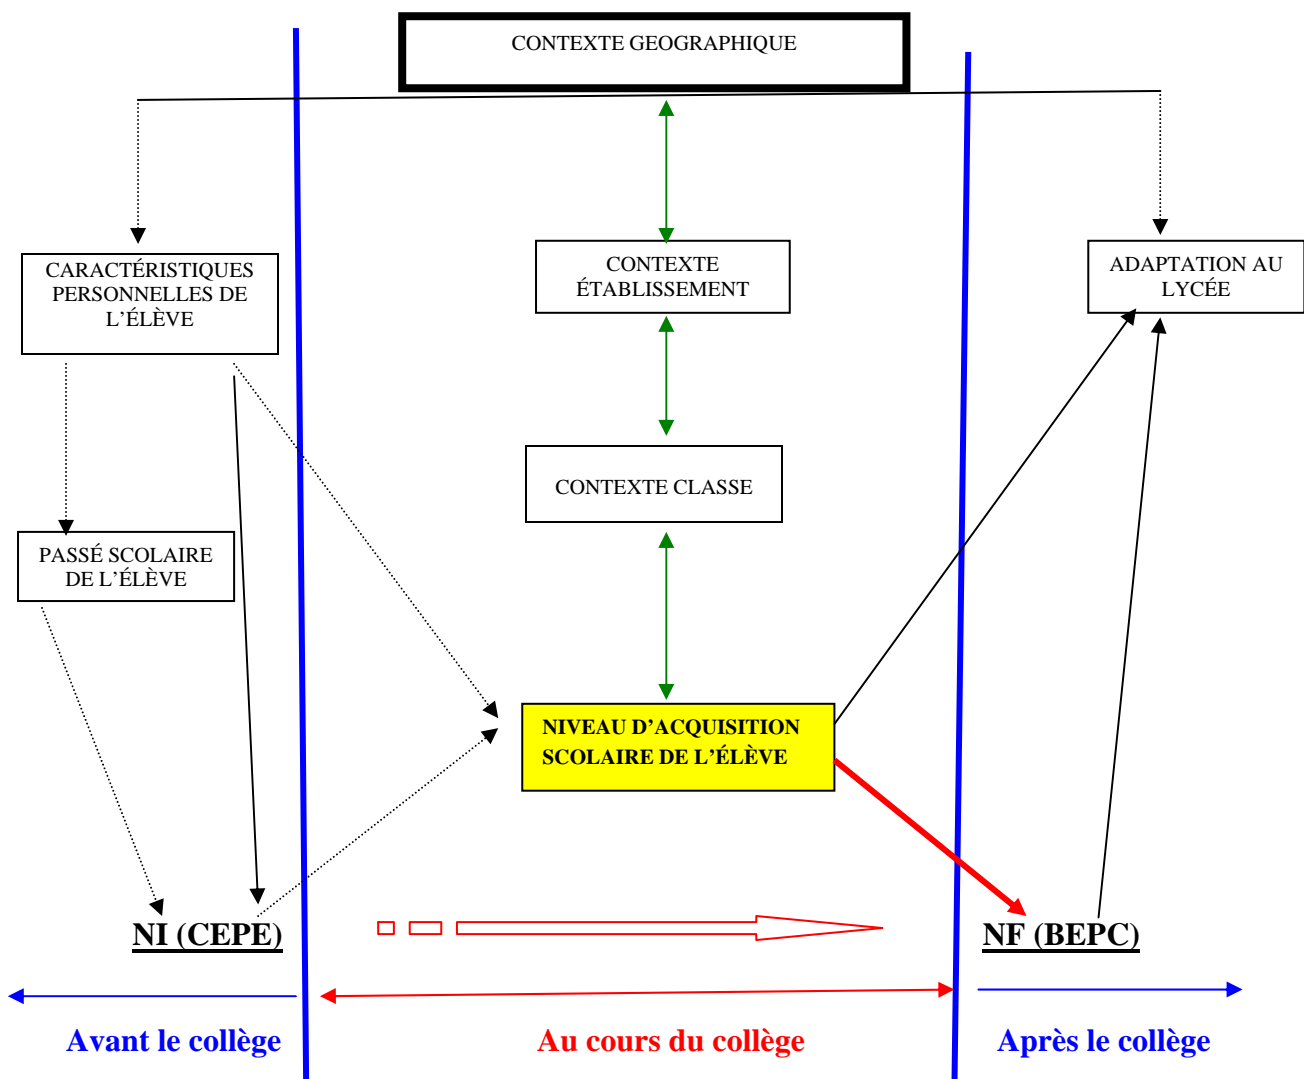 CONTEXTE GEOGRAPHIQUE
CARACTÉRISTIQUES
PERSONNELLES DE
L’ÉLÈVE
CONTEXTE
ÉTABLISSEMENT
ADAPTATION AU
LYCÉE
CONTEXTE CLASSE
PASSÉ SCOLAIRE
DE L’ÉLÈVE
NIVEAU D’ACQUISITION
SCOLAIRE DE L’ÉLÈVE
NI (CEPE)
NF (BEPC)
Avant le collège
Au cours du collège
Après le collège